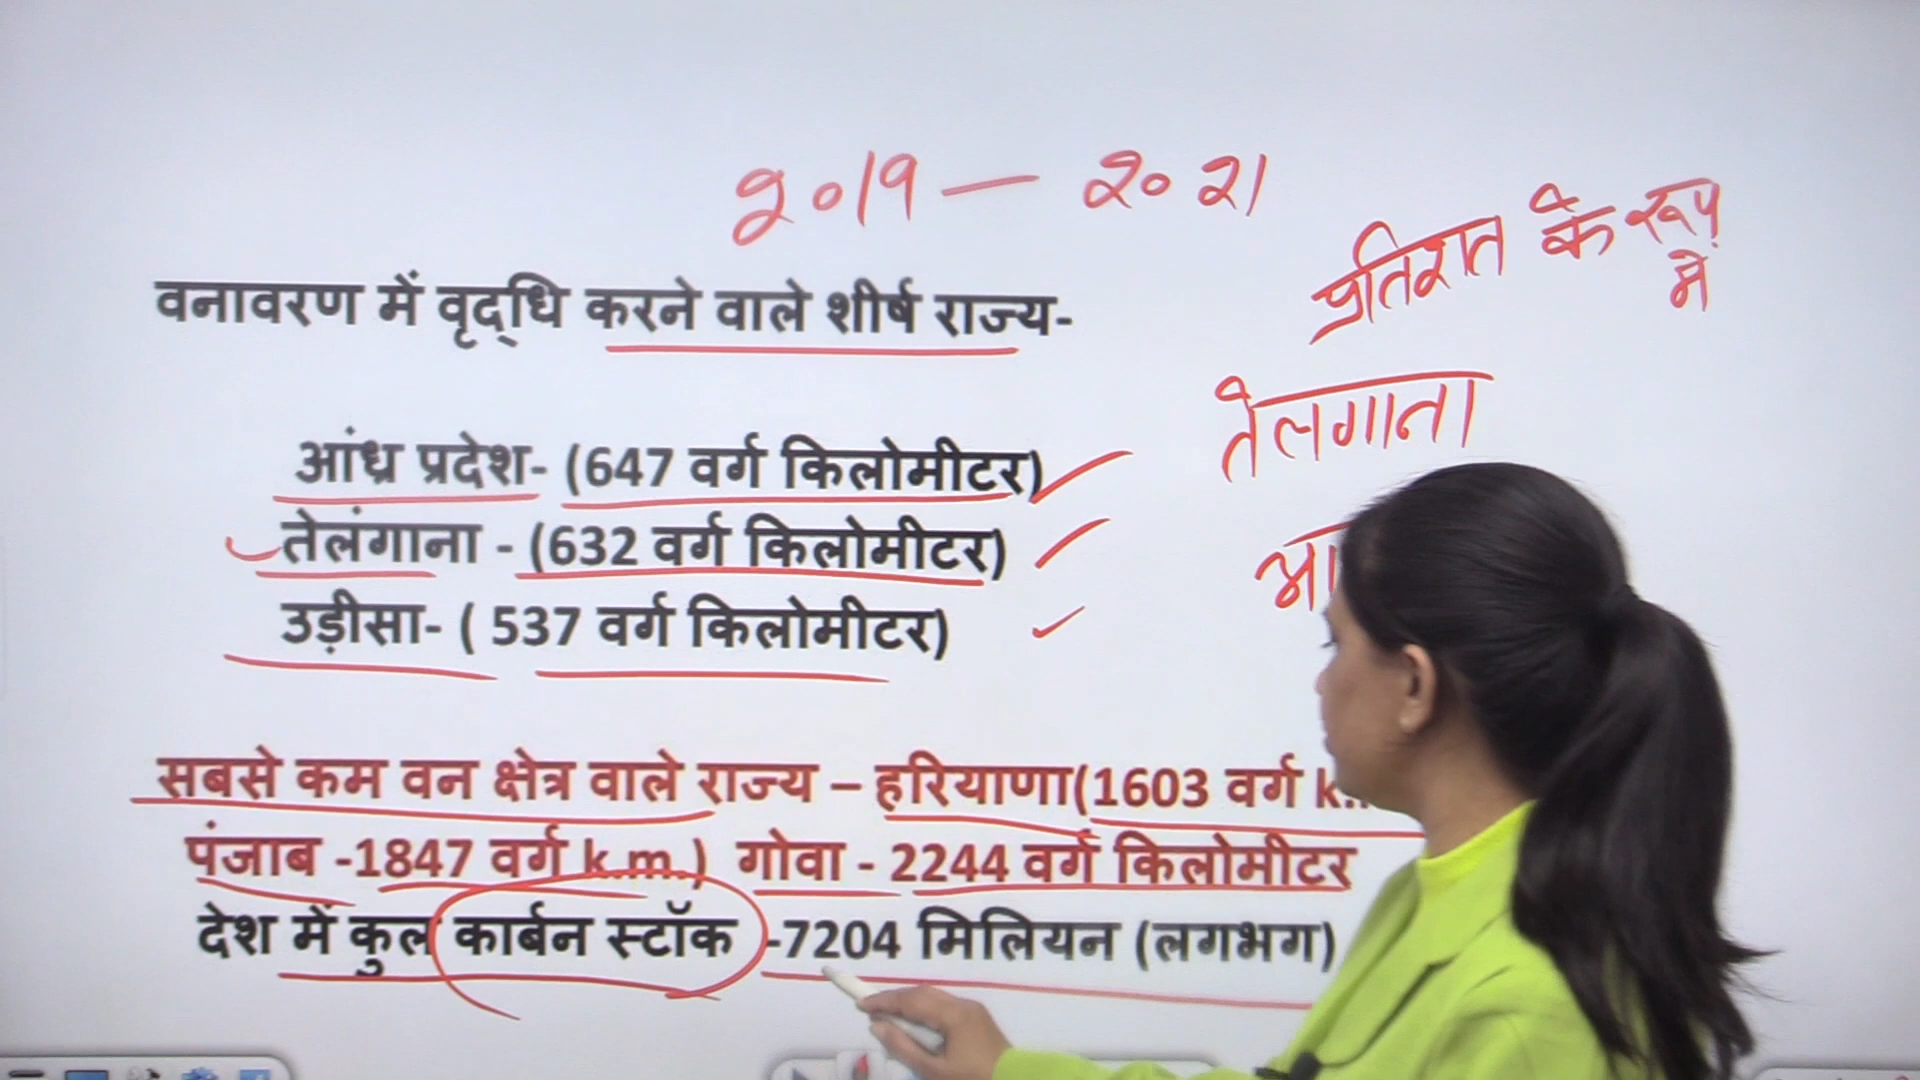 2019 — 2021
प्रतिशत के रूप में
वनावरण में वृद्धि करने वाले शीर्ष राज्य-
तेलगाना
आंध्र प्रदेश- (647 वर्ग किलोमीटर)
तेलंगाना - (632 वर्ग किलोमीटर)
उड़ीसा- ( 537 वर्ग किलोमीटर)
सबसे कम वन क्षेत्र वाले राज्य – हरियाणा(1603 वर्ग
पंजाब -1847 वर्ग k.m.) गोवा - 2244 वर्ग किलोमीटर
देश में कुल कार्बन स्टॉक -7204 मिलियन (लगभग)